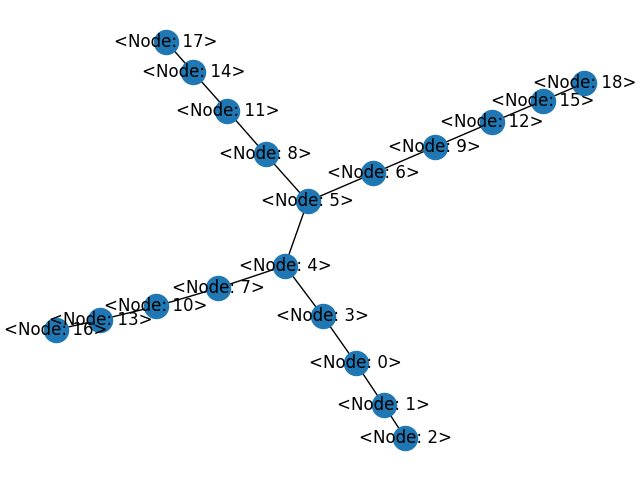 <Node: 17>
<Node: 14>
<Node: 18>
<Node: 15>
<Node: 11>
<Node: 12>
<Node: 9>
<Node: 8>
<Node: 6>
<Node: 5>
<Node: 4>
<Node: 7>
<Node: 10>
<Node: 3>
<Node: 13>
<Node: 16>
<Node: 0>
<Node: 1>
<Node: 2>